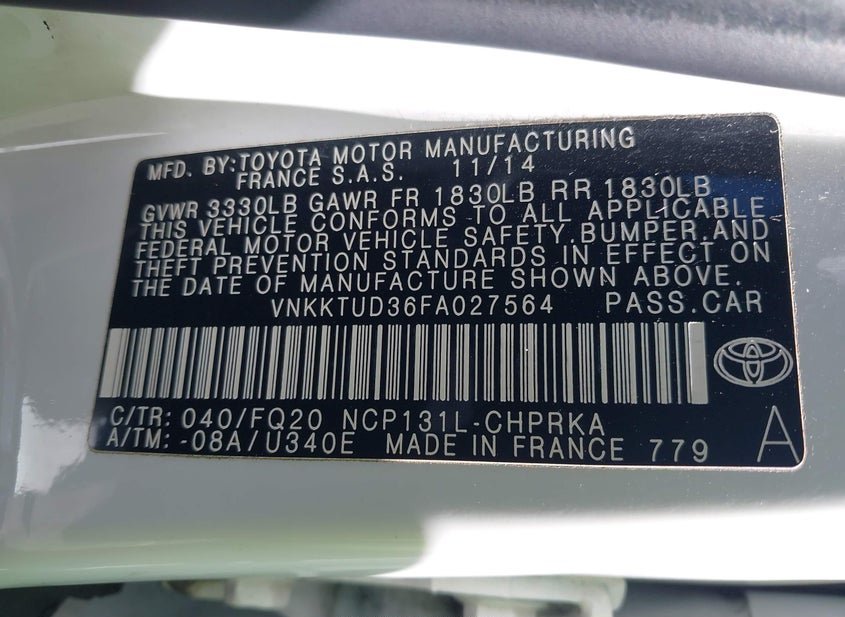 MFD. BY:TOYOTA MOTOR MANUFACTURING
FRANCE S.A.S. 11/14
GVWR 3330LB GAWR FR 1830LB RR 1830LB
THIS VEHICLE CONFORMS TO ALL APPLICABLE
FEDERAL MOTOR VEHICLE SAFETY,BUMPER,AND
THEFT PREVENTION STANDARDS IN EFFECT ON
THE DATE OF MANUFACTURE SHOWN ABOVE.
VNKKTUD36FA027564 PASS.CAR
C/TR: 040/FQ20 NCP131L-CHPRKA
A/TM: -08A/U340E MADE IN FRANCE 779 A